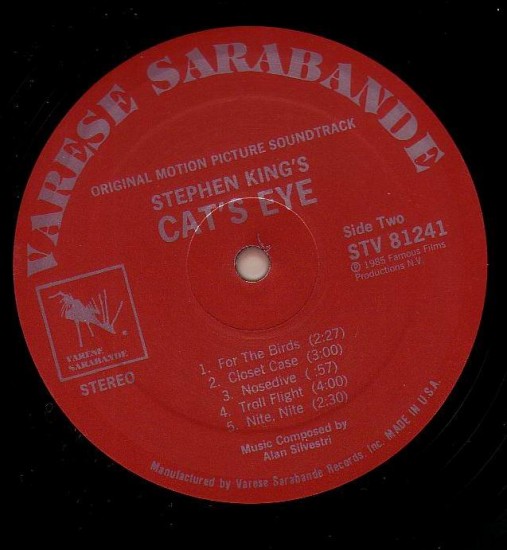 VARESE SARABANDE
ORIGINAL MOTION PICTURE SOUNDTRACK
STEPHEN KING'S
CAT'S EYE
Side Two
STV 81241
℗ 1985 Famous Films
Productions N.V.
VARÈSE
SARABANDE
STEREO
1. For The Birds (2:27)
2. Closet Case (3:00)
3. Nosedive ( :57)
4. Troll Flight (4:00)
5. Nite, Nite (2:30)
Music Composed by
Alan Silvestri
Manufactured by Varese Sarabande Records, Inc. MADE IN U.S.A.